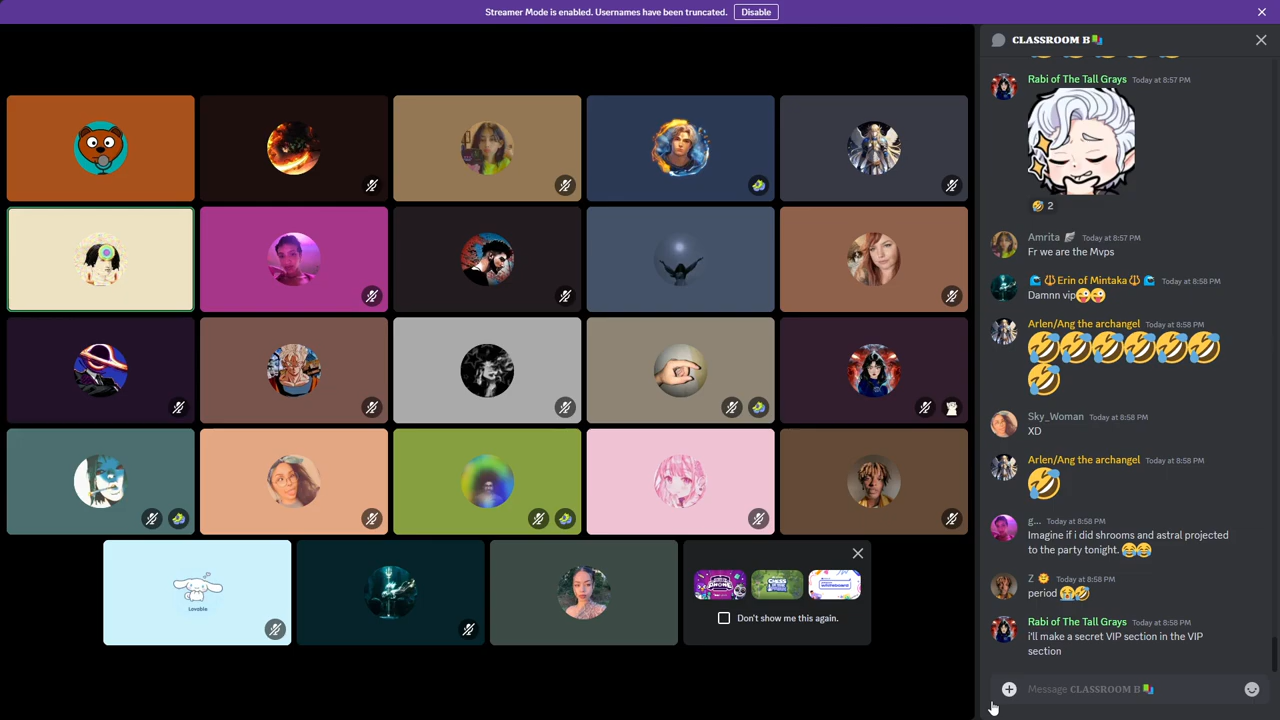 Streamer Mode is enabled. Usernames have been truncated. Disable
CLASSROOM B
Rabi of The Tall Grays Today at 8:57 PM
2
Amrita Today at 8:57 PM
Fr we are the Mvps
Erin of Mintaka Today at 8:58 PM
Damnn vip
Arlen/Ang the archangel Today at 8:58 PM
Sky_Woman Today at 8:58 PM
XD
Arlen/Ang the archangel Today at 8:58 PM
g... Today at 8:58 PM
Imagine if i did shrooms and astral projected
to the party tonight.
Z Today at 8:58 PM
period
Rabi of The Tall Grays Today at 8:58 PM
i'll make a secret VIP section in the VIP
section
Message CLASSROOM B
Lovable
Don't show me this again.